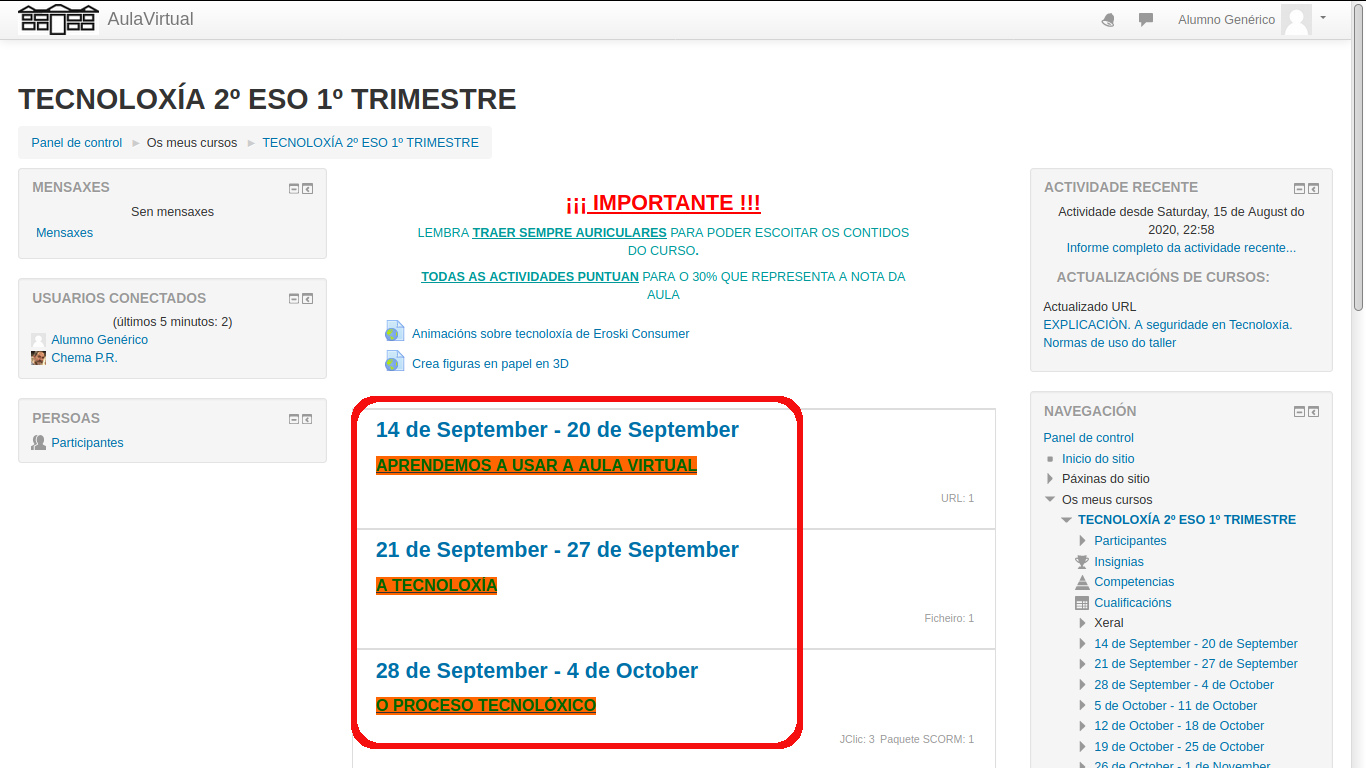 AulaVirtual
Alumno Genérico
TECNOLOXÍA 2º ESO 1º TRIMESTRE
Panel de control
Os meus cursos
TECNOLOXÍA 2º ESO 1º TRIMESTRE
MENSAXES
Sen mensaxes
Mensaxes
USUARIOS CONECTADOS
(últimos 5 minutos: 2)
Alumno Genérico
Chema P.R.
PERSOAS
Participantes
¡¡¡ IMPORTANTE !!!
LEMBRA TRAER SEMPRE AURICULARES PARA PODER ESCOITAR OS CONTIDOS
DO CURSO.
TODAS AS ACTIVIDADES PUNTUAN PARA O 30% QUE REPRESENTA A NOTA DA
AULA
Animacións sobre tecnoloxía de Eroski Consumer
Crea figuras en papel en 3D
14 de September - 20 de September
APRENDEMOS A USAR A AULA VIRTUAL
URL: 1
21 de September - 27 de September
A TECNOLOXÍA
Ficheiro: 1
28 de September - 4 de October
O PROCESO TECNOLÓXICO
JClic: 3 Paquete SCORM: 1
ACTIVIDADE RECENTE
Actividade desde Saturday, 15 de August do
2020, 22:58
Informe completo da actividade recente...
ACTUALIZACIÓNS DE CURSOS:
Actualizado URL
EXPLICACIÒN. A seguridade en Tecnoloxía.
Normas de uso do taller
NAVEGACIÓN
Panel de control
Inicio do sitio
Páxinas do sitio
Os meus cursos
TECNOLOXÍA 2º ESO 1º TRIMESTRE
Participantes
Insignias
Competencias
Cualificacións
Xeral
14 de September - 20 de September
21 de September - 27 de September
28 de September - 4 de October
5 de October - 11 de October
12 de October - 18 de October
19 de October - 25 de October
26 de October - 1 de November